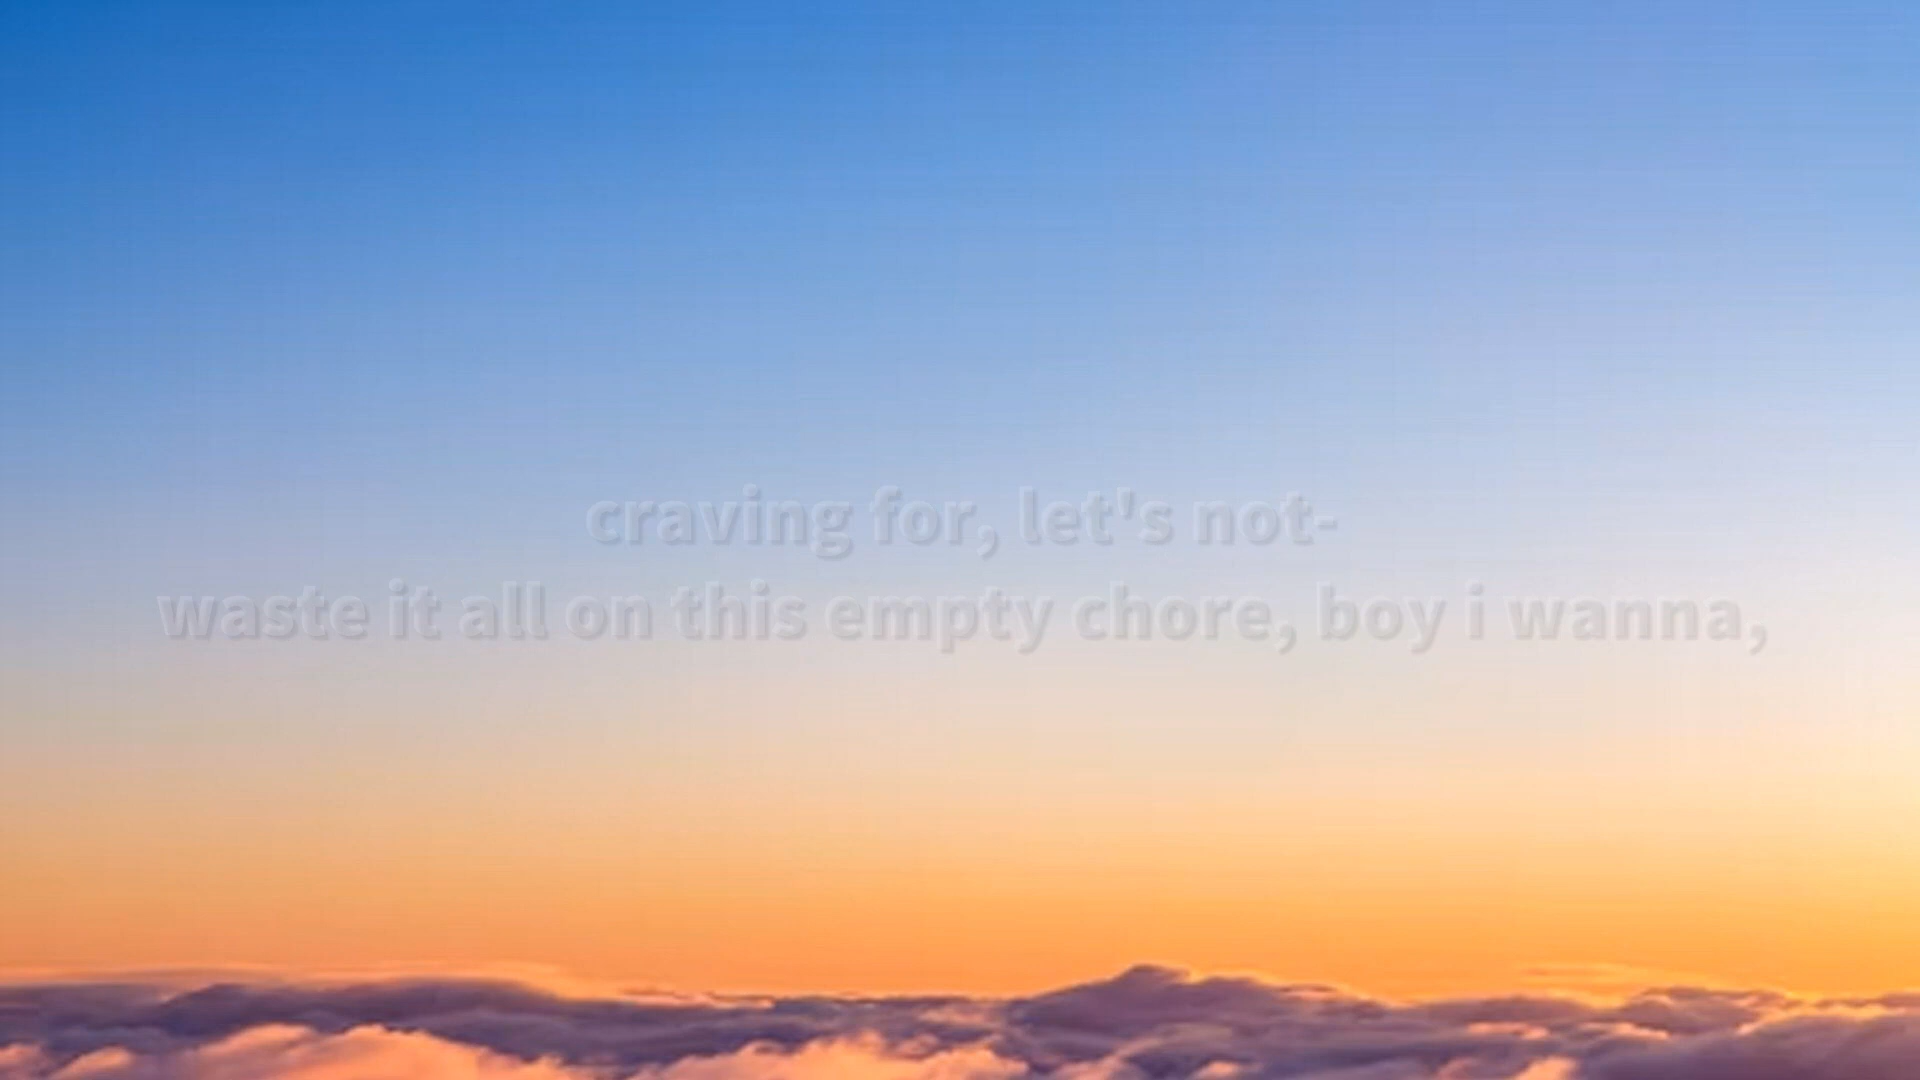 craving for, let's not-
waste it all on this empty chore, boy i wanna,